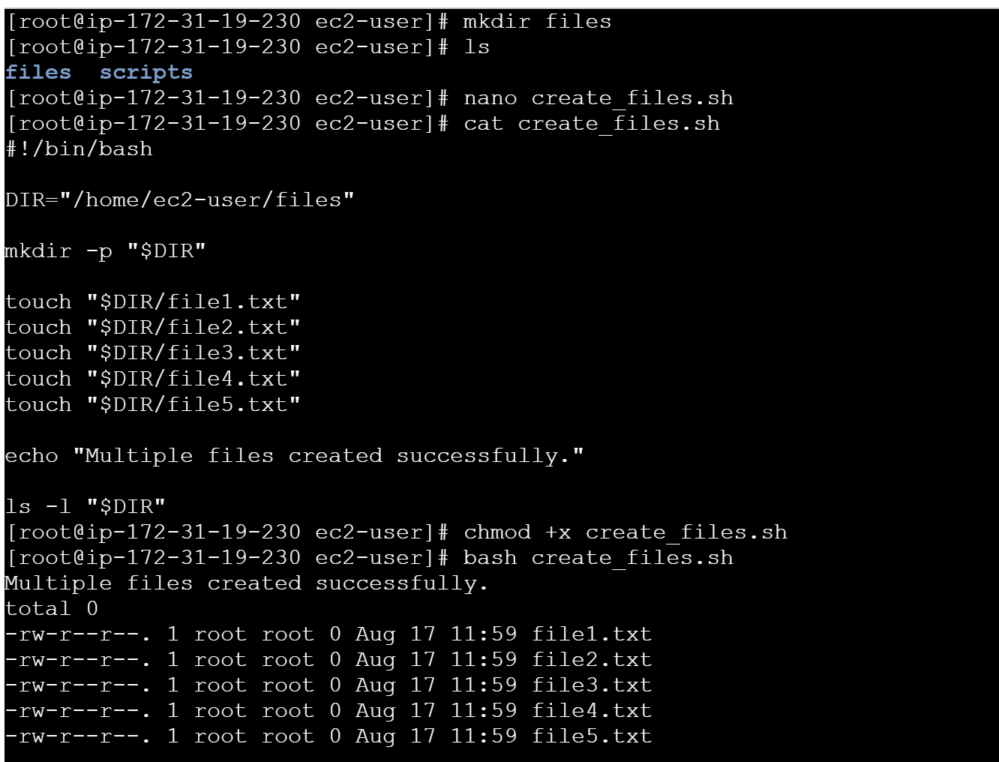 [root@ip-172-31-19-230 ec2-user]# mkdir files
[root@ip-172-31-19-230 ec2-user]# ls
files  scripts
[root@ip-172-31-19-230 ec2-user]# nano create_files.sh
[root@ip-172-31-19-230 ec2-user]# cat create_files.sh
#!/bin/bash

DIR="/home/ec2-user/files"

mkdir -p "$DIR"

touch "$DIR/file1.txt"
touch "$DIR/file2.txt"
touch "$DIR/file3.txt"
touch "$DIR/file4.txt"
touch "$DIR/file5.txt"

echo "Multiple files created successfully."

ls -l "$DIR"
[root@ip-172-31-19-230 ec2-user]# chmod +x create_files.sh
[root@ip-172-31-19-230 ec2-user]# bash create_files.sh
Multiple files created successfully.
total 0
-rw-r--r--. 1 root root 0 Aug 17 11:59 file1.txt
-rw-r--r--. 1 root root 0 Aug 17 11:59 file2.txt
-rw-r--r--. 1 root root 0 Aug 17 11:59 file3.txt
-rw-r--r--. 1 root root 0 Aug 17 11:59 file4.txt
-rw-r--r--. 1 root root 0 Aug 17 11:59 file5.txt